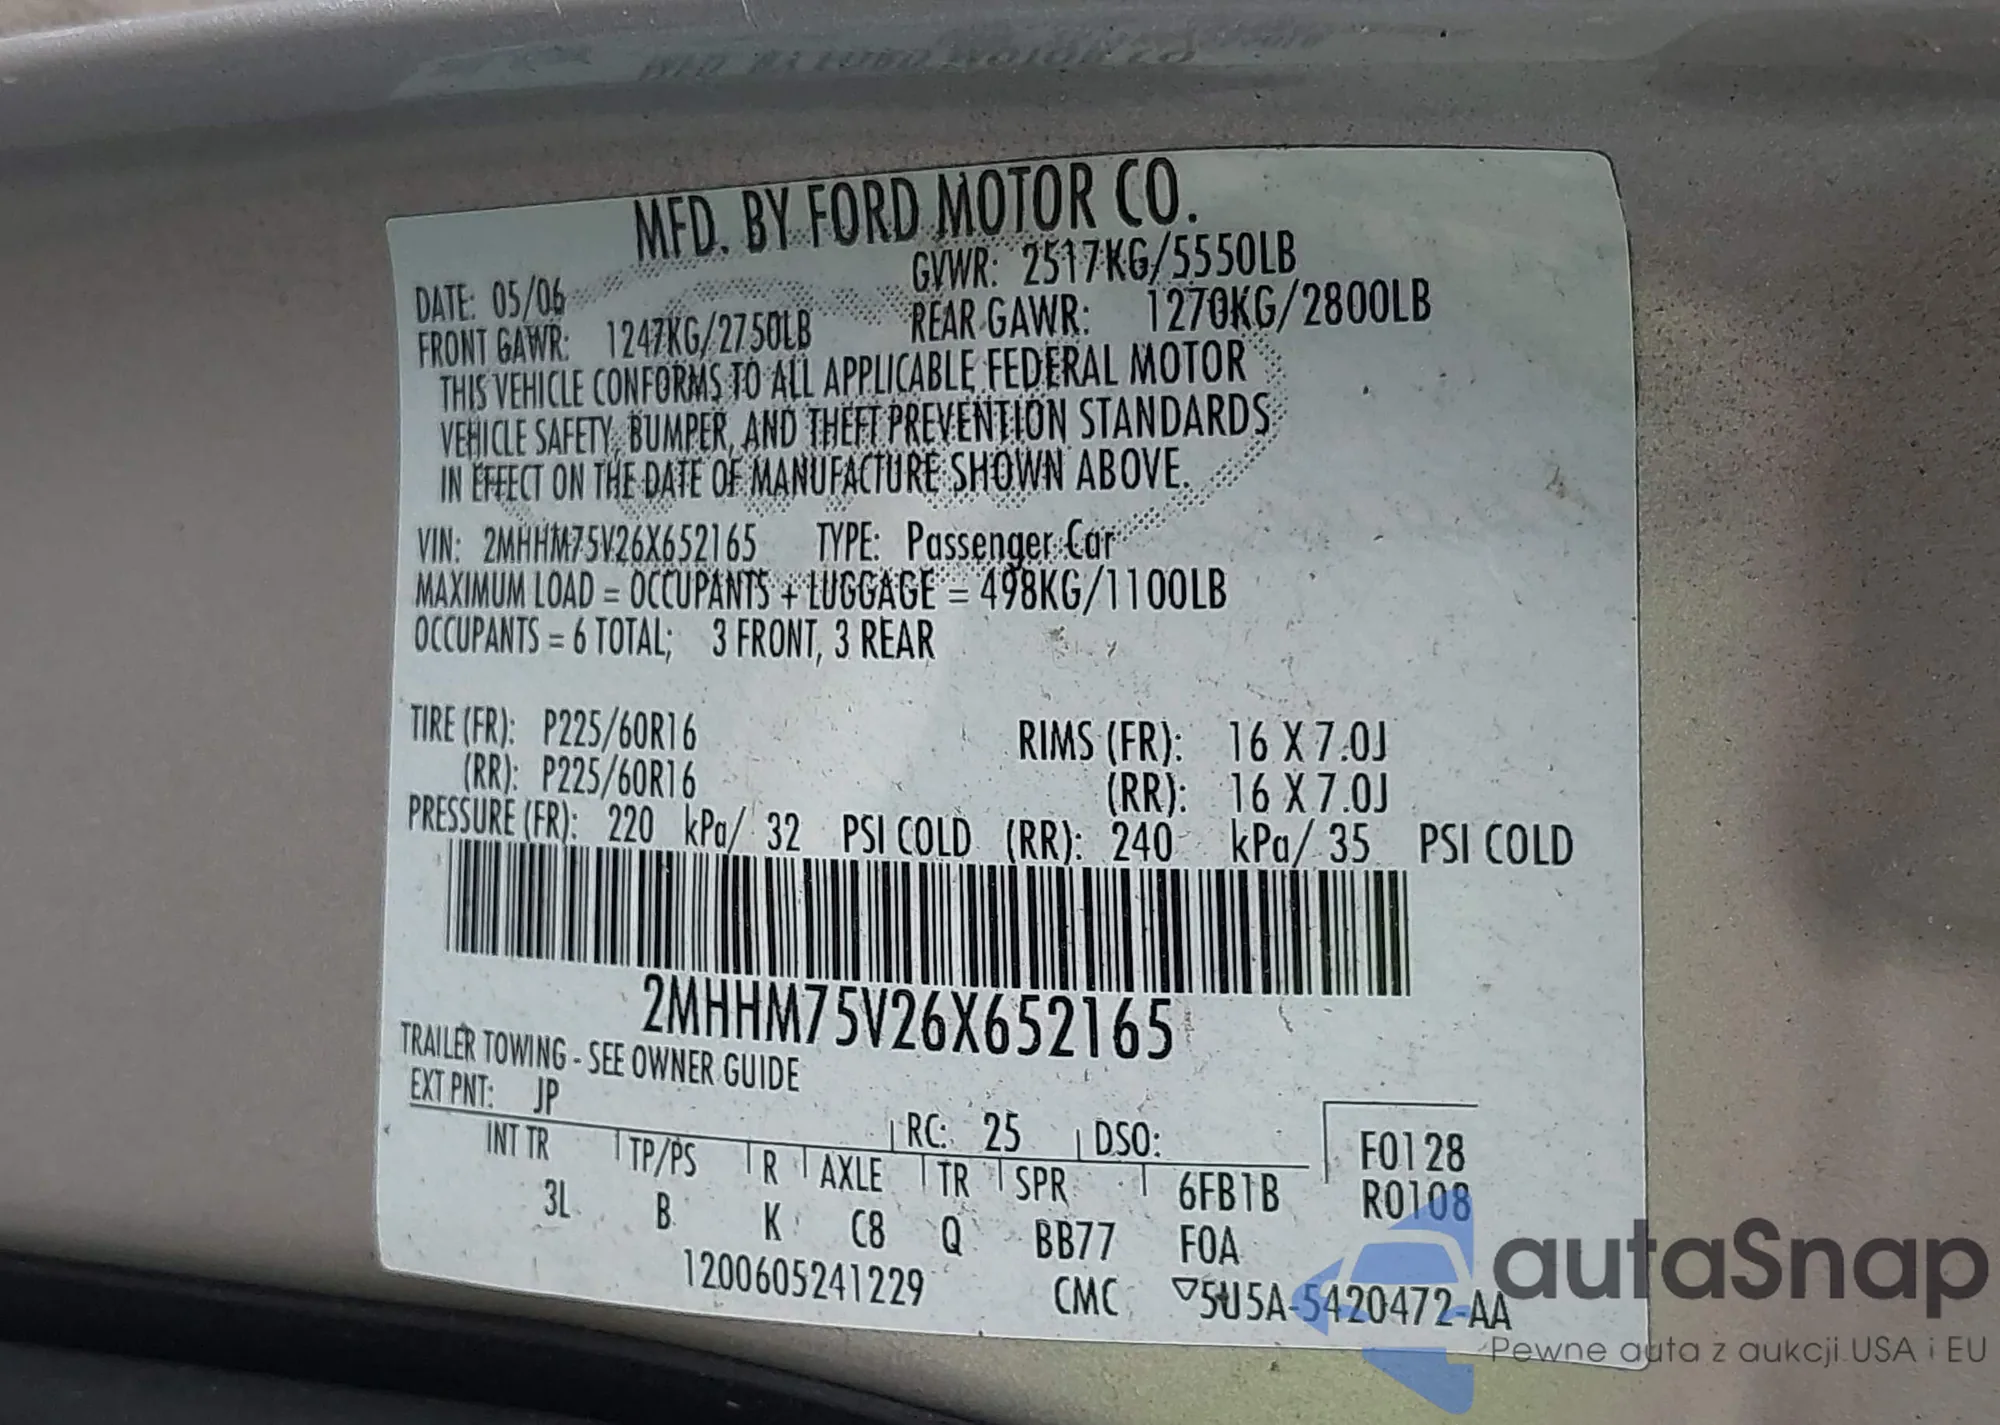 MFD. BY FORD MOTOR CO.
DATE: 05/06 GVWR: 2517KG/5550LB
FRONT GAWR: 1247KG/2750LB REAR GAWR: 1270KG/2800LB
THIS VEHICLE CONFORMS TO ALL APPLICABLE FEDERAL MOTOR
VEHICLE SAFETY, BUMPER, AND THEFT PREVENTION STANDARDS
IN EFFECT ON THE DATE OF MANUFACTURE SHOWN ABOVE.
VIN: 2MHHM75V26X652165 TYPE: Passenger Car
MAXIMUM LOAD = OCCUPANTS + LUGGAGE = 498KG/1100LB
OCCUPANTS = 6 TOTAL; 3 FRONT, 3 REAR
TIRE (FR): P225/60R16 RIMS (FR): 16 X 7.0J
(RR): P225/60R16 (RR): 16 X 7.0J
PRESSURE (FR): 220 kPa/ 32 PSI COLD (RR): 240 kPa/ 35 PSI COLD
2MHHM75V26X652165
TRAILER TOWING - SEE OWNER GUIDE
EXT PNT: JP RC: 25 DSO: F0128
INT TR TP/PS R AXLE TR SPR 6FB1B R0108
3L B K C8 Q BB77 F0A
1200605241229 CMC ▽5U5A-5420472-AA
autaSnap
Pewne auta z aukcji USA i EU